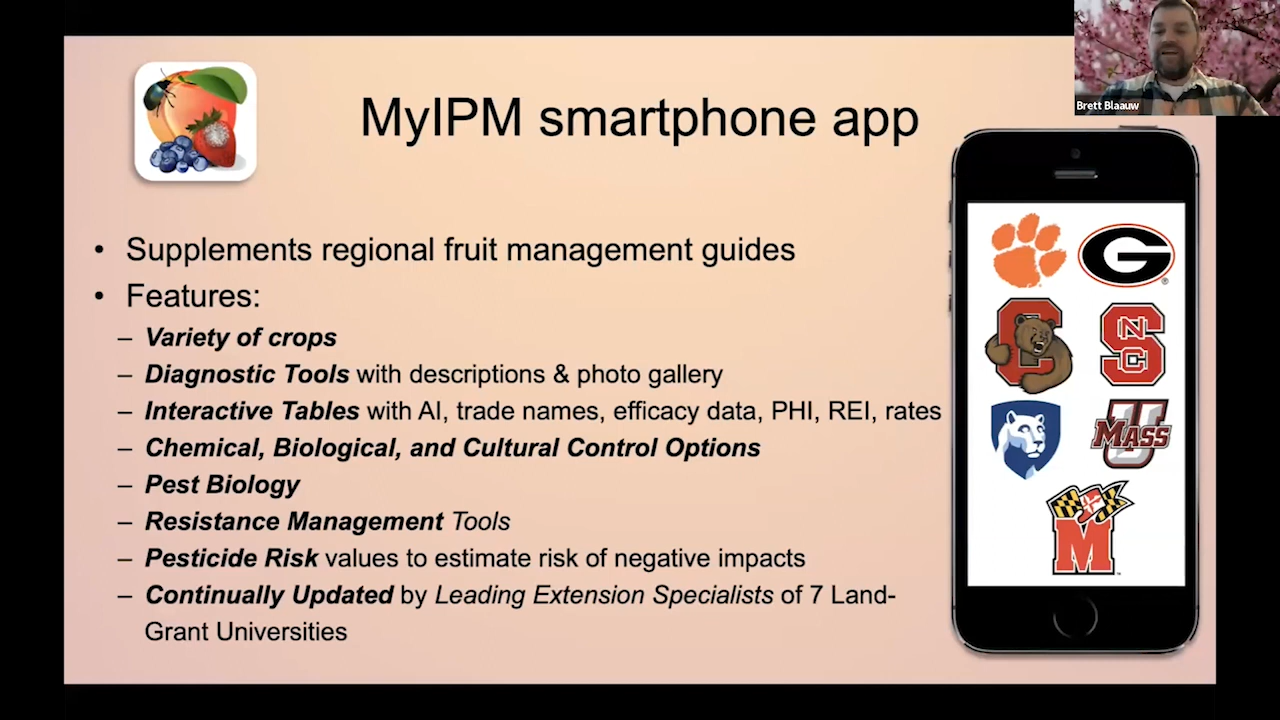 Brett Blaauw
MyIPM smartphone app
• Supplements regional fruit management guides
• Features:
– Variety of crops
– Diagnostic Tools with descriptions & photo gallery
– Interactive Tables with AI, trade names, efficacy data, PHI, REI, rates
– Chemical, Biological, and Cultural Control Options
– Pest Biology
– Resistance Management Tools
– Pesticide Risk values to estimate risk of negative impacts
– Continually Updated by Leading Extension Specialists of 7 Land-
Grant Universities
G ®
C
NCS
U MASS
M ™